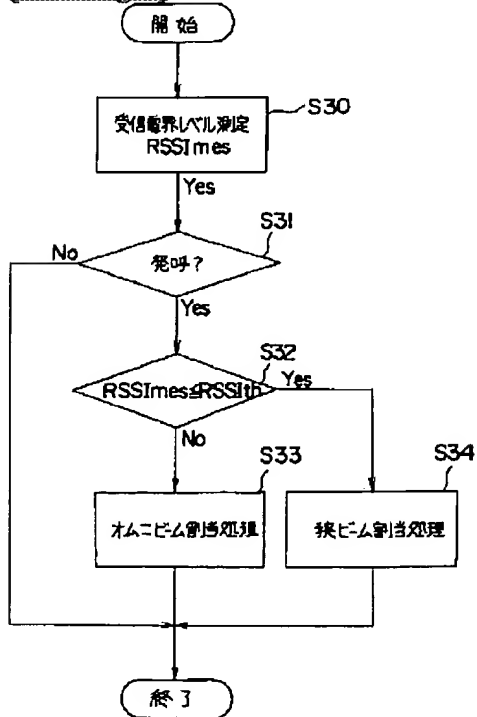 開始
受信電界レベル測定
RSSImes
S30
Yes
S31
発呼?
No
Yes
S32
RSSImes≦RSSIth
Yes
No
S33
オムニビーム割当処理
S34
狭ビーム割当処理
終了